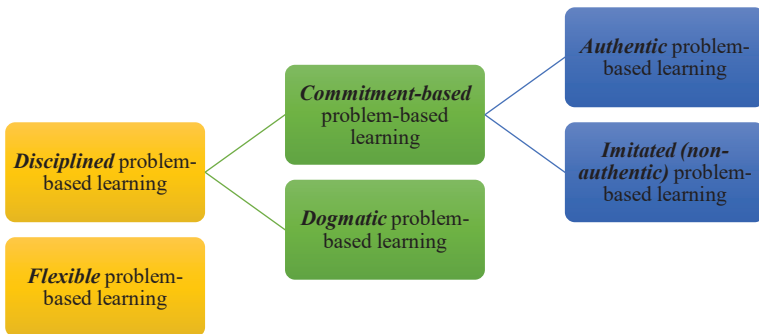 Disciplined problem-
based learning
Flexible problem-
based learning
Commitment-based
problem-based
learning
Dogmatic problem-
based learning
Authentic problem-
based learning
Imitated (non-
authentic) problem-
based learning